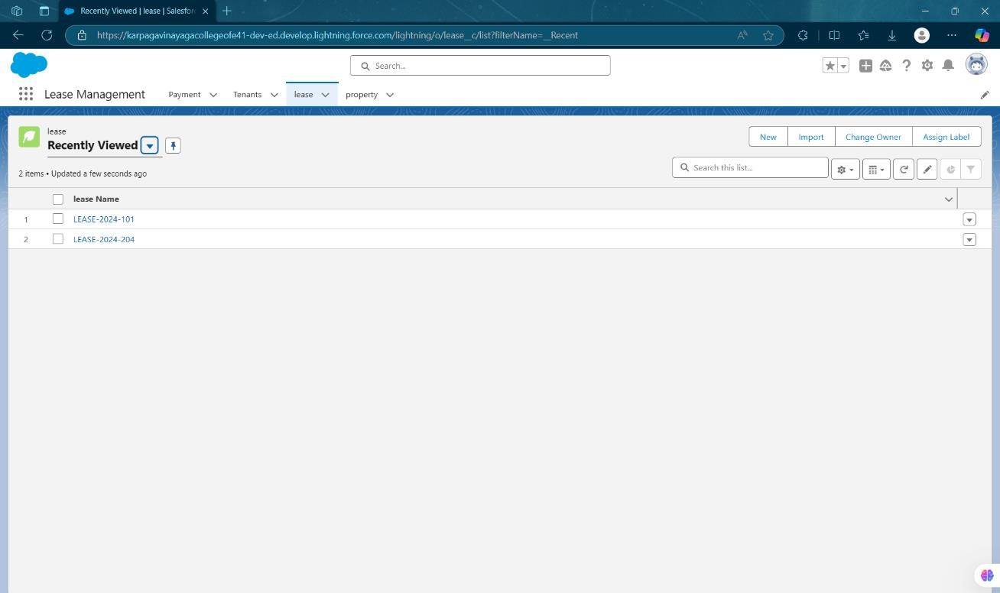 Recently Viewed | lease | Salesfor
https://karpagavinayagacollegeofe41-dev-ed.develop.lightning.force.com/lightning/o/lease__c/list?filterName=__Recent
Search...
Lease Management
Payment
Tenants
lease
property
lease
Recently Viewed
New
Import
Change Owner
Assign Label
2 items • Updated a few seconds ago
Search this list...
lease Name
1
LEASE-2024-101
2
LEASE-2024-204